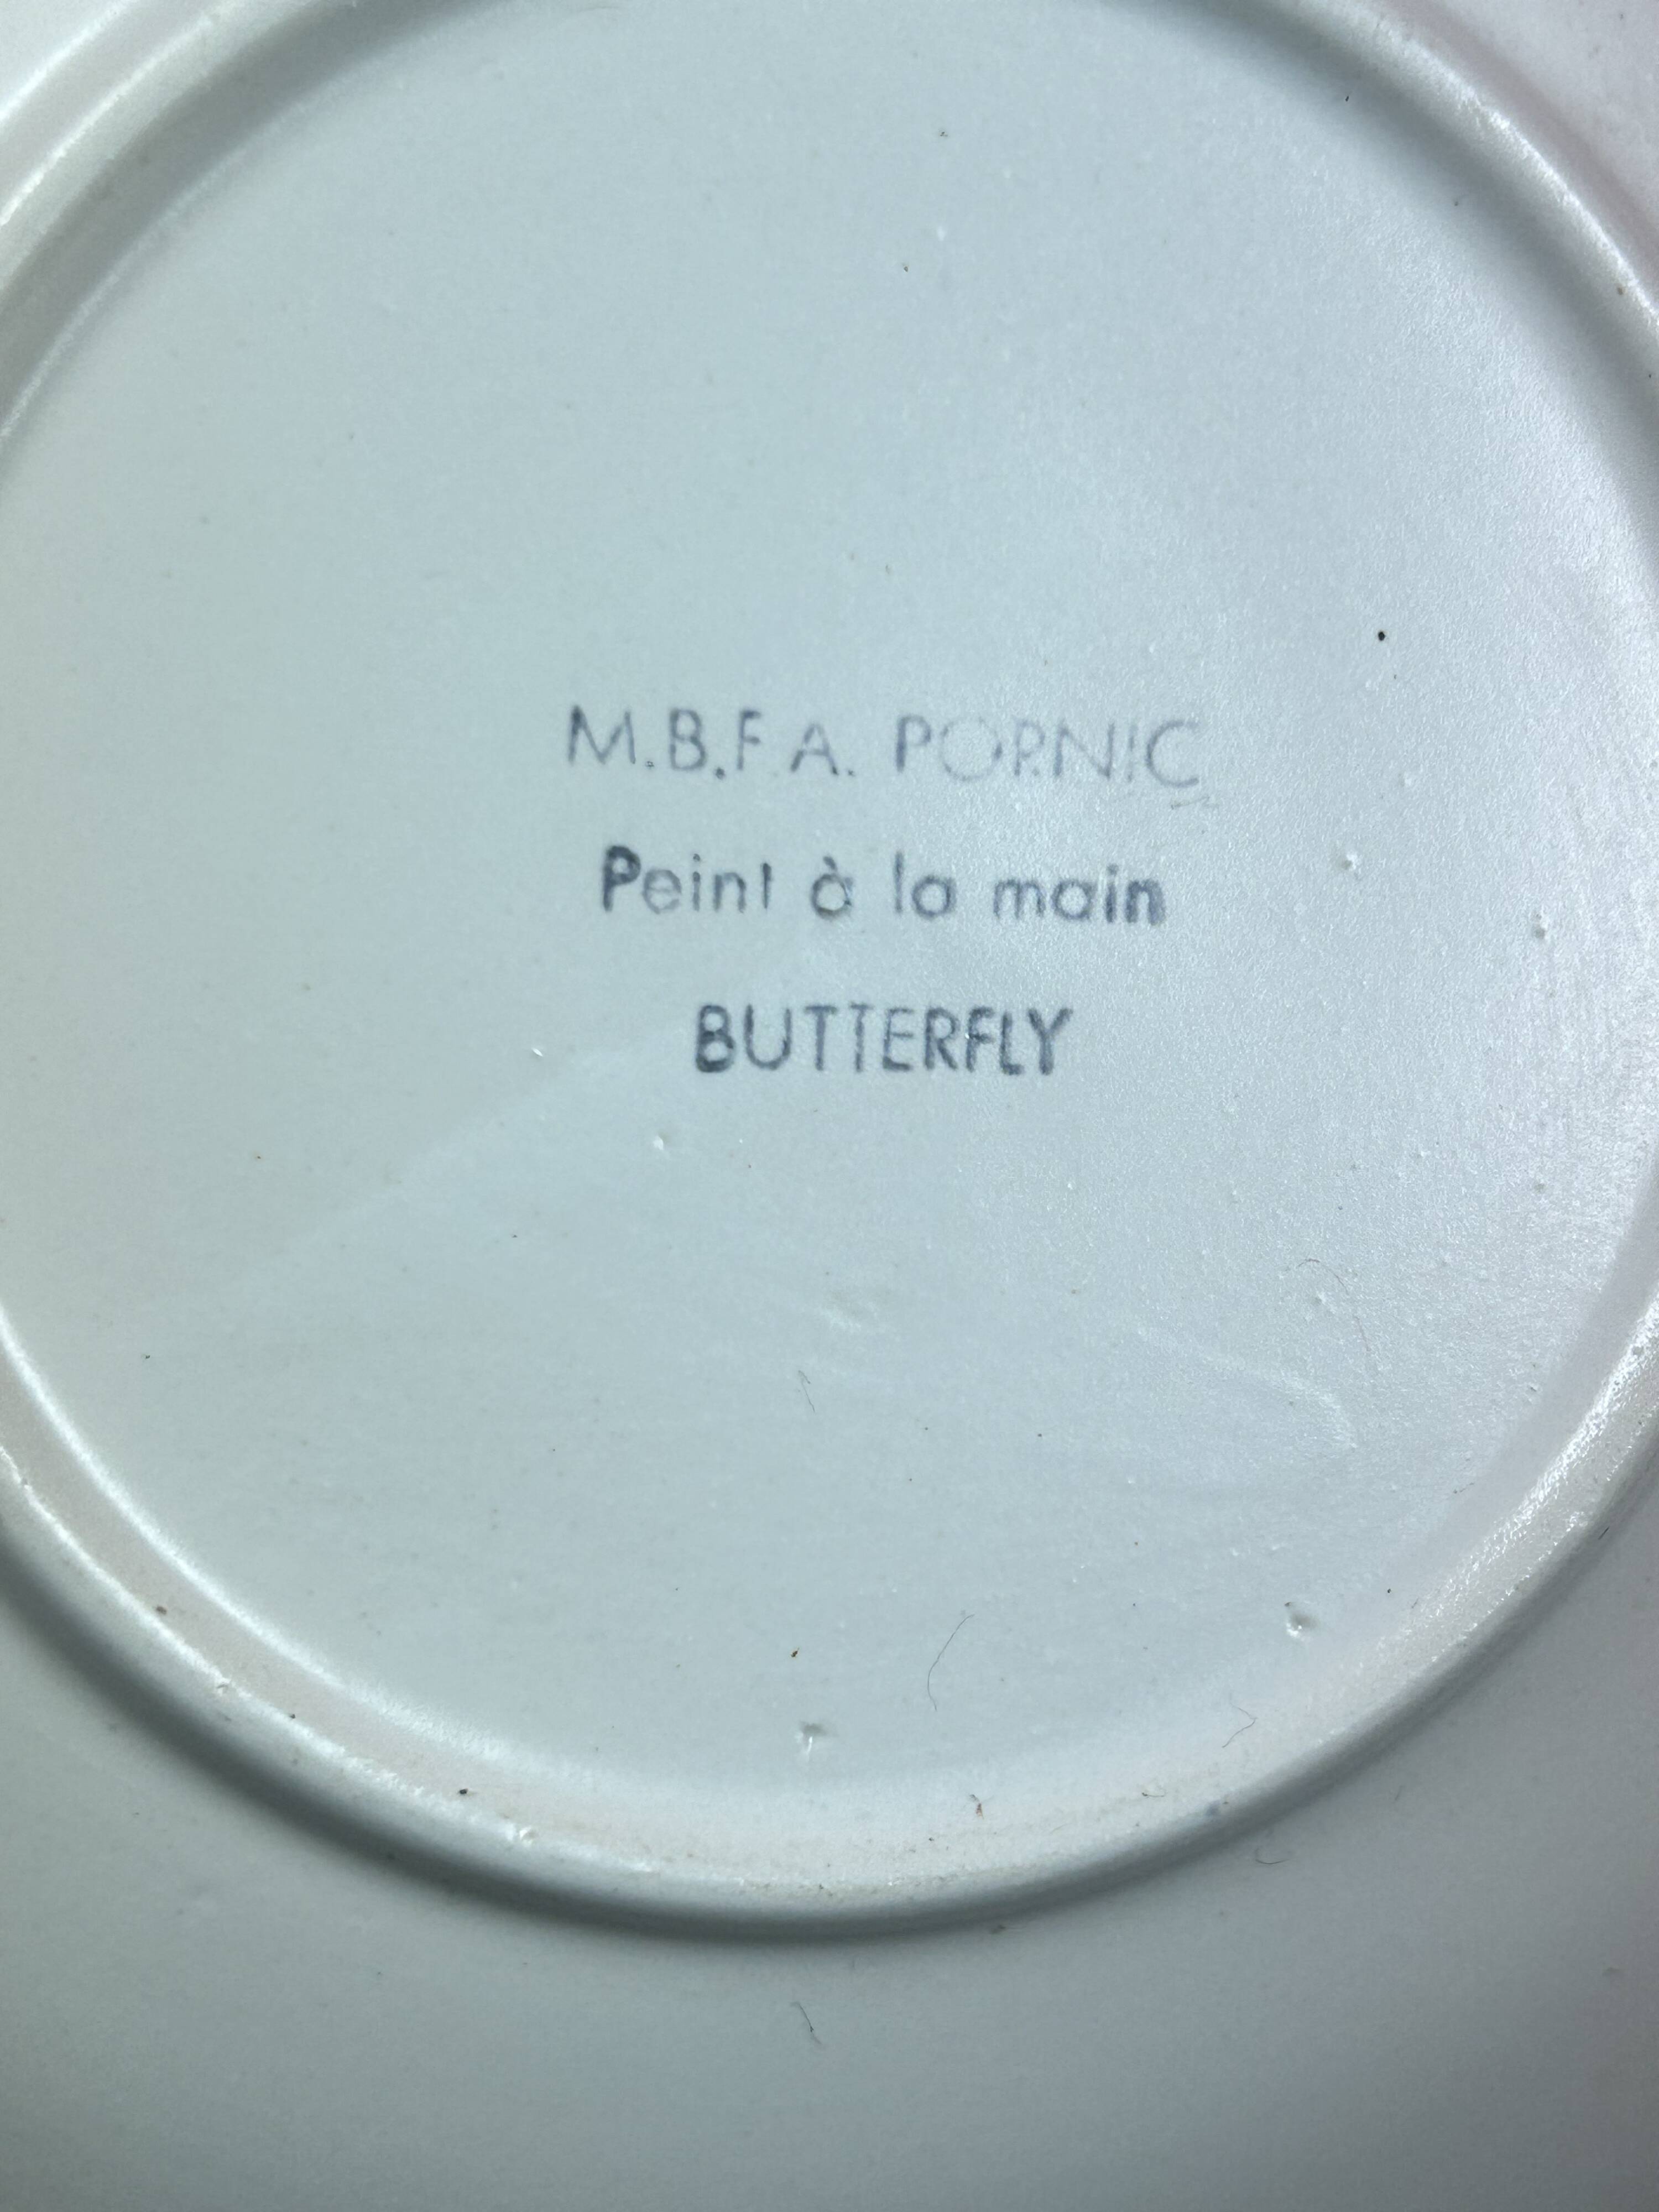 M.B.F.A. PORNIC
Peint à la main
BUTTERFLY